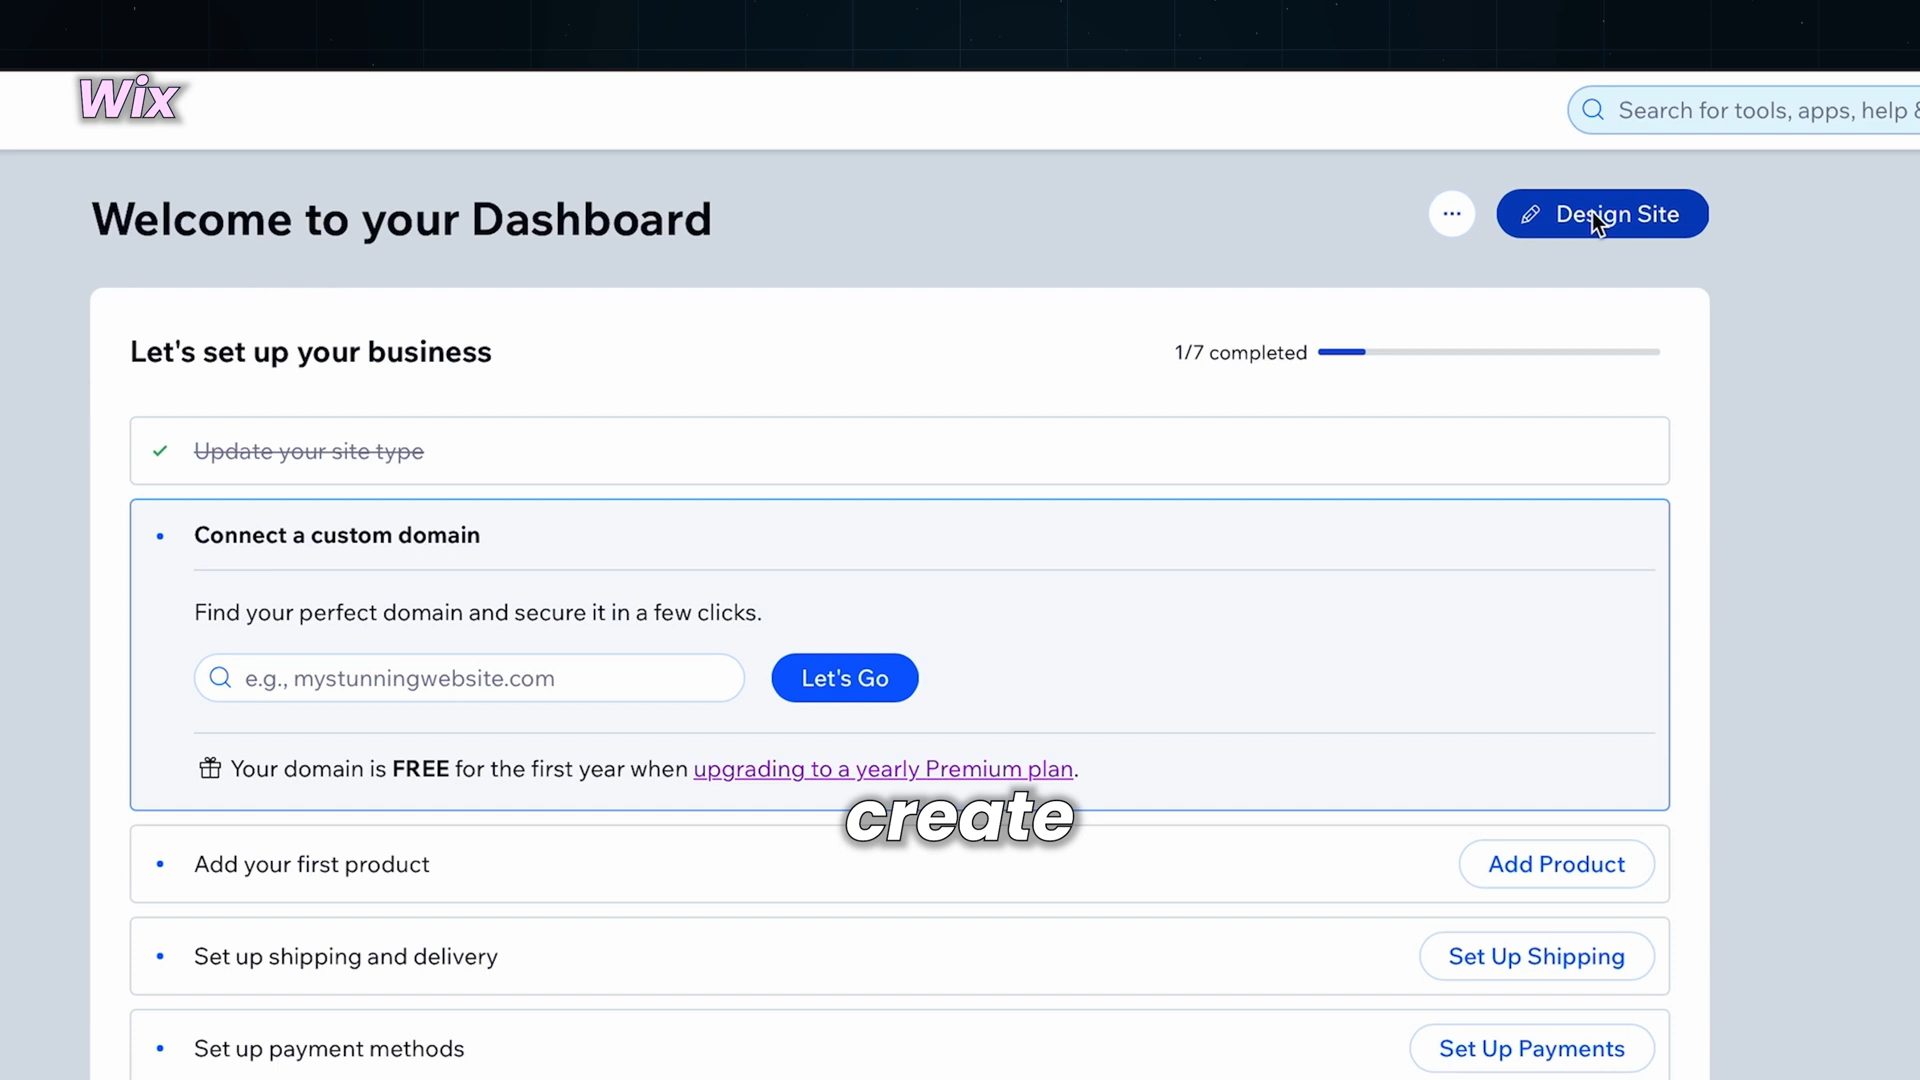 Wix
Search for tools, apps, help &
Welcome to your Dashboard
... Design Site
Let's set up your business
1/7 completed
Update your site type
Connect a custom domain
Find your perfect domain and secure it in a few clicks.
e.g., mystunningwebsite.com
Let's Go
Your domain is FREE for the first year when upgrading to a yearly Premium plan.
create
Add your first product
Add Product
Set up shipping and delivery
Set Up Shipping
Set up payment methods
Set Up Payments